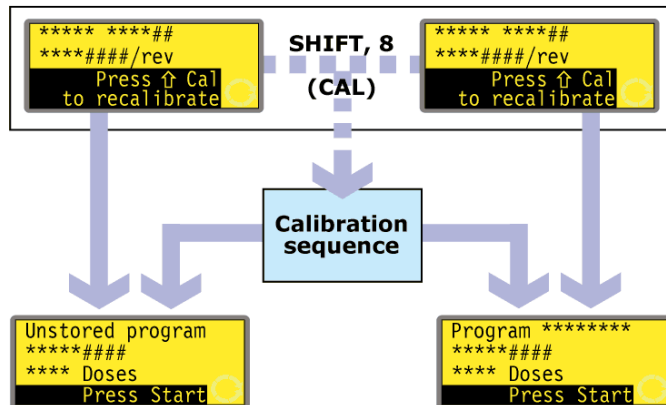 ***** ****##
****####/rev
Press ⇧ Cal
to recalibrate
SHIFT, 8
(CAL)
***** ****##
****####/rev
Press ⇧ Cal
to recalibrate
Calibration
sequence
Unstored program
*****####
**** Doses
Press Start
Program ********
*****####
**** Doses
Press Start